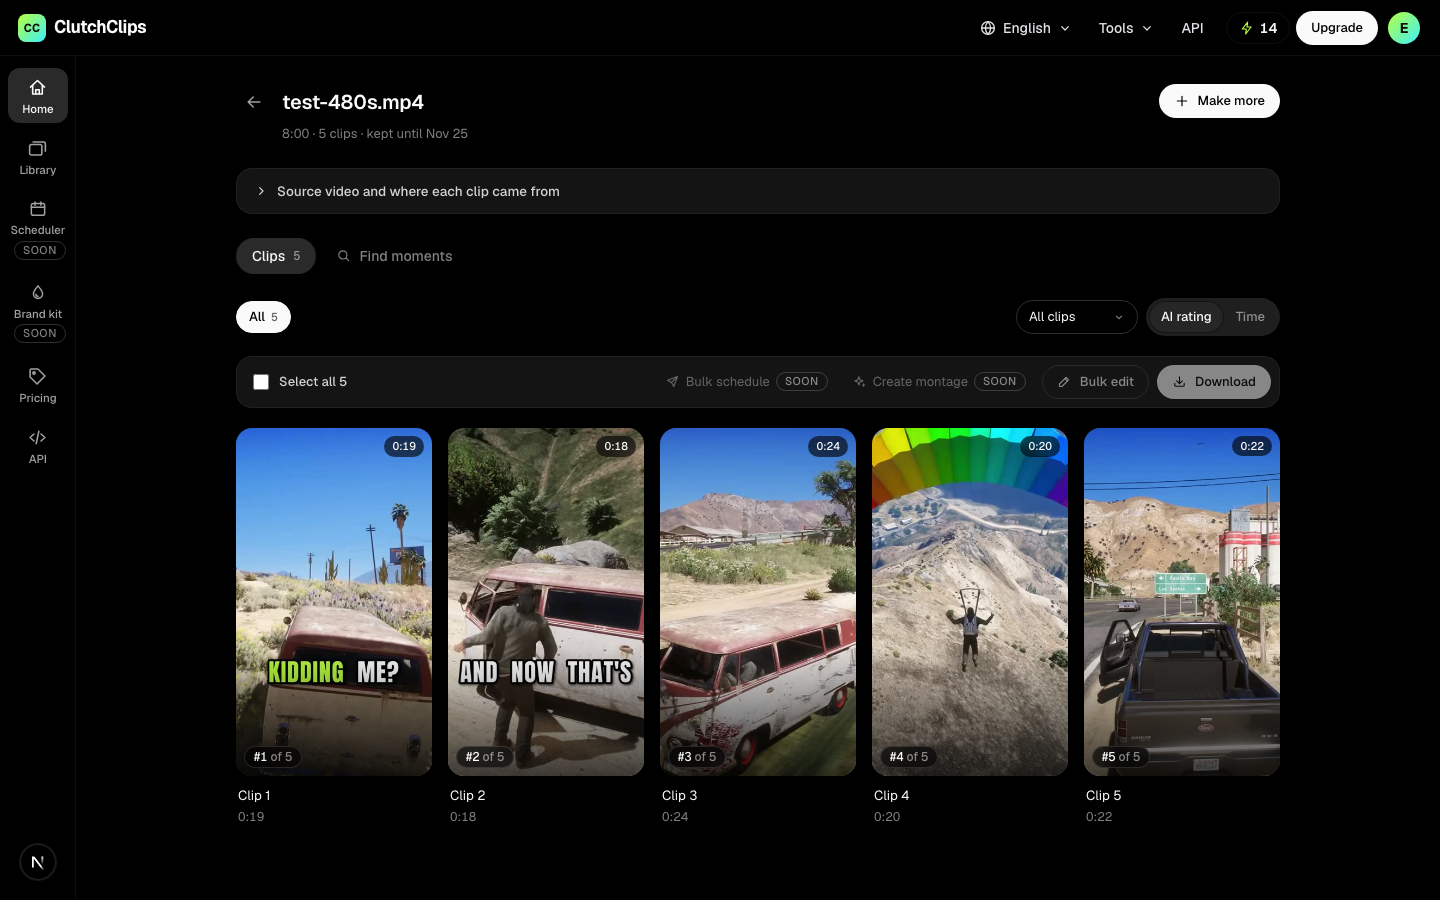 CC ClutchClips
English
Tools
API
14
Upgrade
E
Home
Library
Scheduler
SOON
Brand kit
SOON
Pricing
API
N
test-480s.mp4
8:00 · 5 clips · kept until Nov 25
Make more
Source video and where each clip came from
Clips 5
Find moments
All 5
All clips
AI rating
Time
Select all 5
Bulk schedule SOON
Create montage SOON
Bulk edit
Download
0:19
KIDDING ME?
#1 of 5
Clip 1
0:19
0:18
AND NOW THAT'S
#2 of 5
Clip 2
0:18
0:24
#3 of 5
Clip 3
0:24
0:20
#4 of 5
Clip 4
0:20
0:22
#5 of 5
Clip 5
0:22